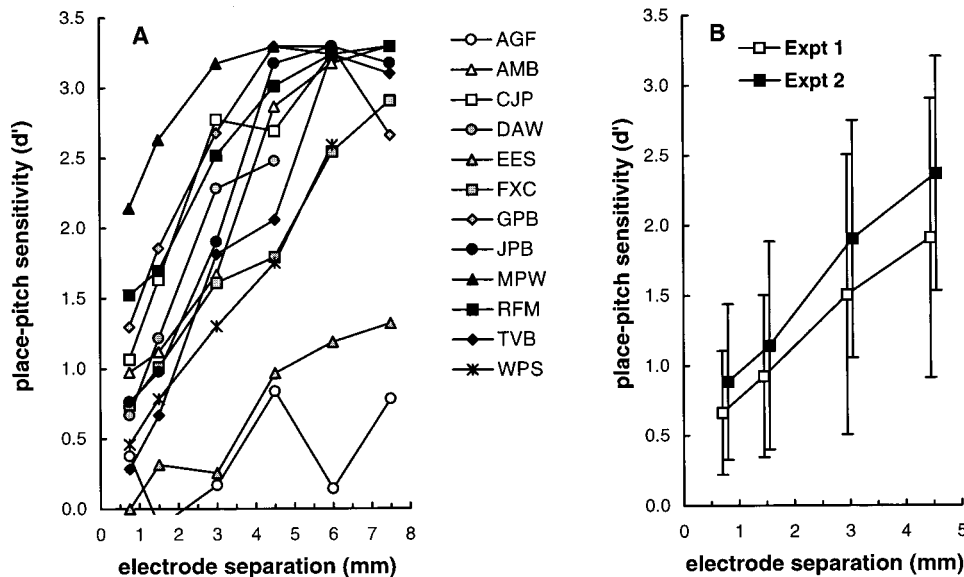 A
place-pitch sensitivity (d')
3.5
3.0
2.5
2.0
1.5
1.0
0.5
0.0
0 1 2 3 4 5 6 7 8
electrode separation (mm)
AGF
AMB
CJP
DAW
EES
FXC
GPB
JPB
MPW
RFM
TVB
WPS
B
Expt 1
Expt 2
place-pitch sensitivity (d')
3.5
3.0
2.5
2.0
1.5
1.0
0.5
0.0
0 1 2 3 4 5
electrode separation (mm)